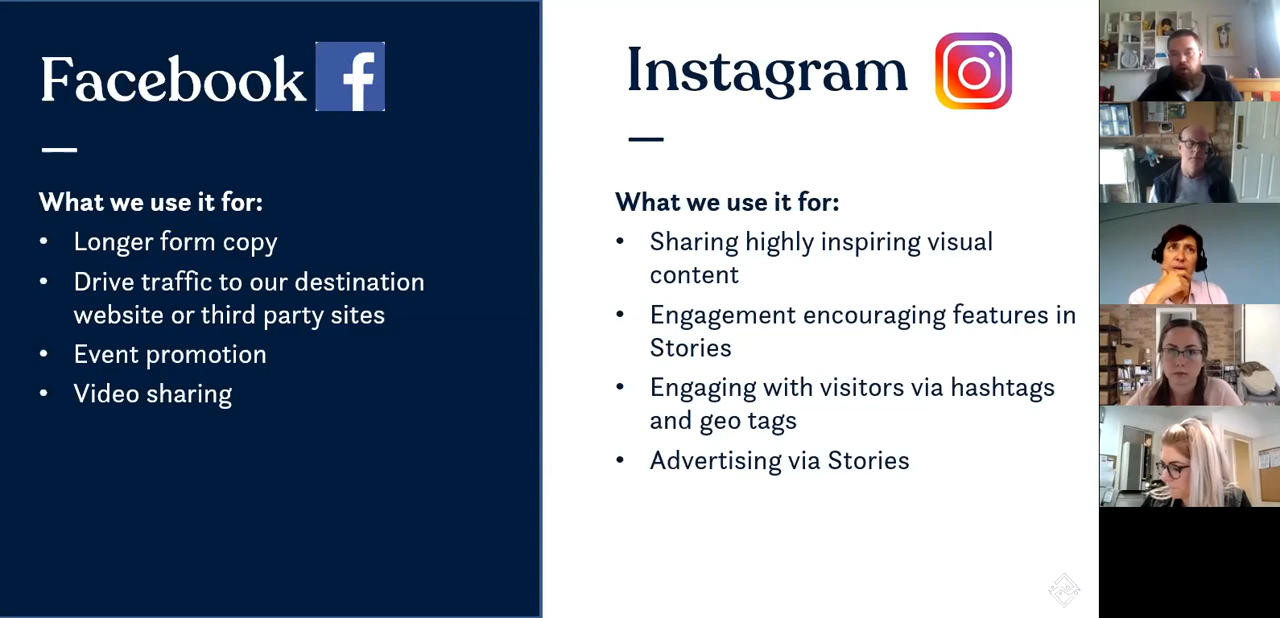 Facebook
What we use it for:
• Longer form copy
• Drive traffic to our destination
website or third party sites
• Event promotion
• Video sharing
Instagram
What we use it for:
• Sharing highly inspiring visual
content
• Engagement encouraging features in
Stories
• Engaging with visitors via hashtags
and geo tags
• Advertising via Stories